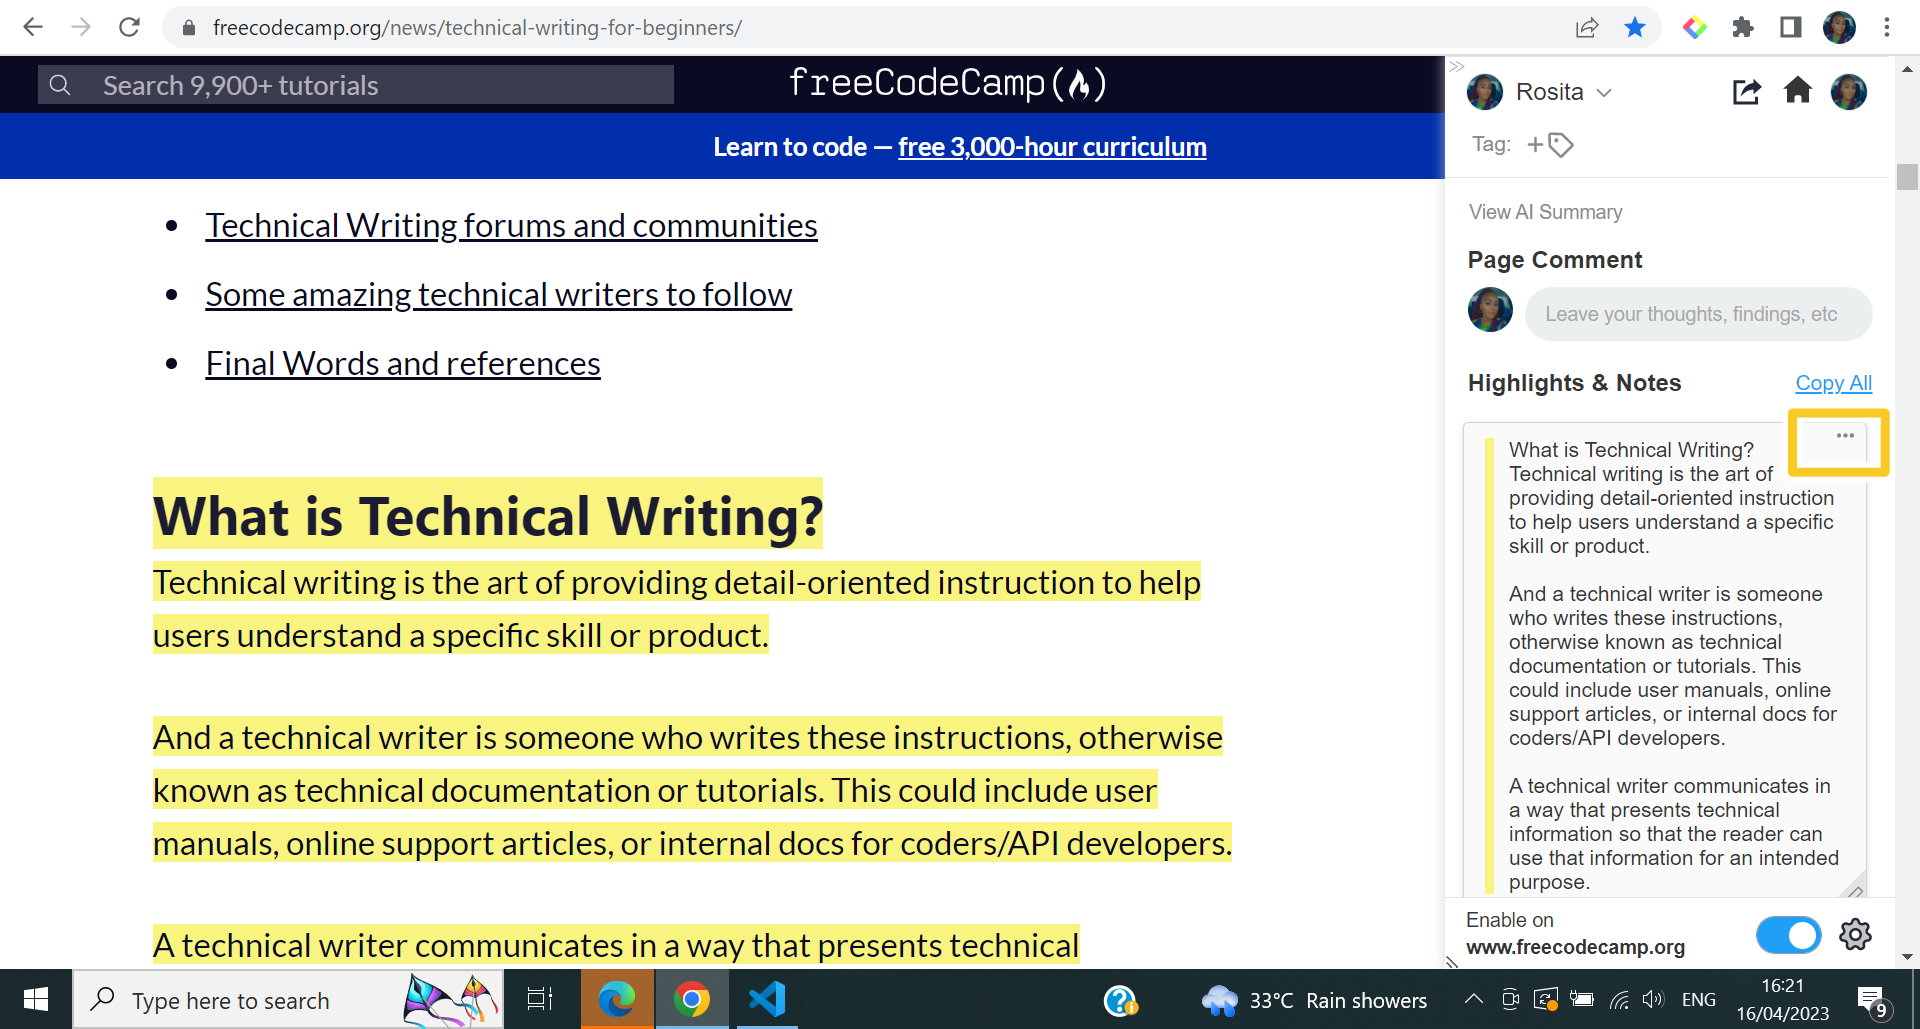 freecodecamp.org/news/technical-writing-for-beginners/
Search 9,900+ tutorials
freeCodeCamp
Learn to code — free 3,000-hour curriculum
Technical Writing forums and communities
Some amazing technical writers to follow
Final Words and references
What is Technical Writing?
Technical writing is the art of providing detail-oriented instruction to help
users understand a specific skill or product.
And a technical writer is someone who writes these instructions, otherwise
known as technical documentation or tutorials. This could include user
manuals, online support articles, or internal docs for coders/API developers.
A technical writer communicates in a way that presents technical
Rosita
Tag:
View AI Summary
Page Comment
Leave your thoughts, findings, etc
Highlights & Notes
Copy All
What is Technical Writing?
Technical writing is the art of
providing detail-oriented instruction
to help users understand a specific
skill or product.
And a technical writer is someone
who writes these instructions,
otherwise known as technical
documentation or tutorials. This
could include user manuals, online
support articles, or internal docs for
coders/API developers.
A technical writer communicates in
a way that presents technical
information so that the reader can
use that information for an intended
purpose.
Enable on
www.freecodecamp.org
Type here to search
33°C Rain showers
ENG
16:21
16/04/2023
9